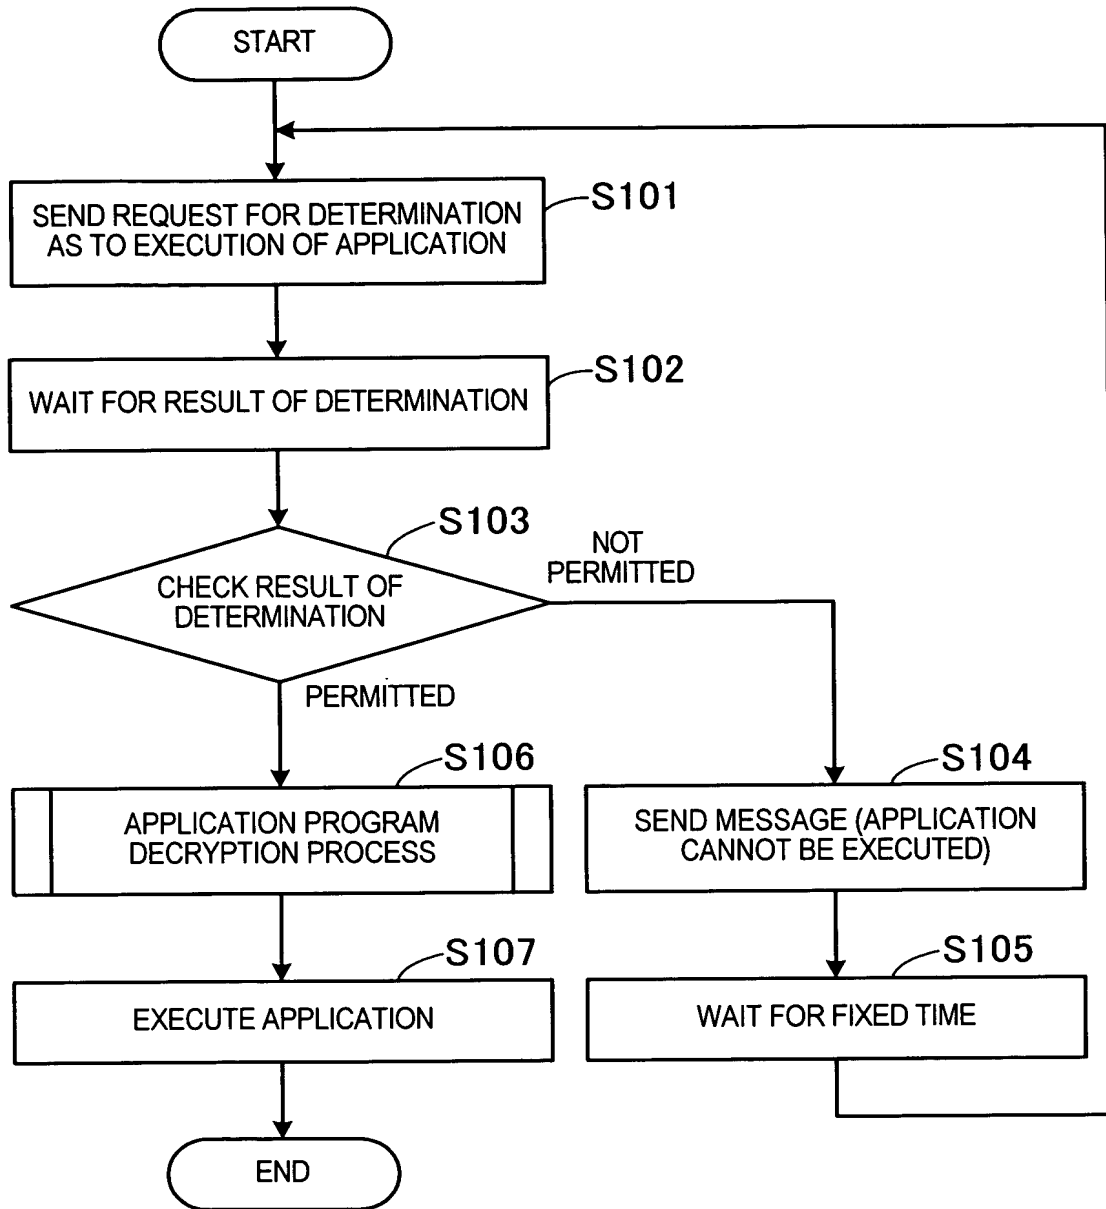 START
S101
SEND REQUEST FOR DETERMINATION
AS TO EXECUTION OF APPLICATION
S102
WAIT FOR RESULT OF DETERMINATION
S103
CHECK RESULT OF
DETERMINATION
NOT
PERMITTED
PERMITTED
S106
APPLICATION PROGRAM
DECRYPTION PROCESS
S104
SEND MESSAGE (APPLICATION
CANNOT BE EXECUTED)
S107
EXECUTE APPLICATION
S105
WAIT FOR FIXED TIME
END